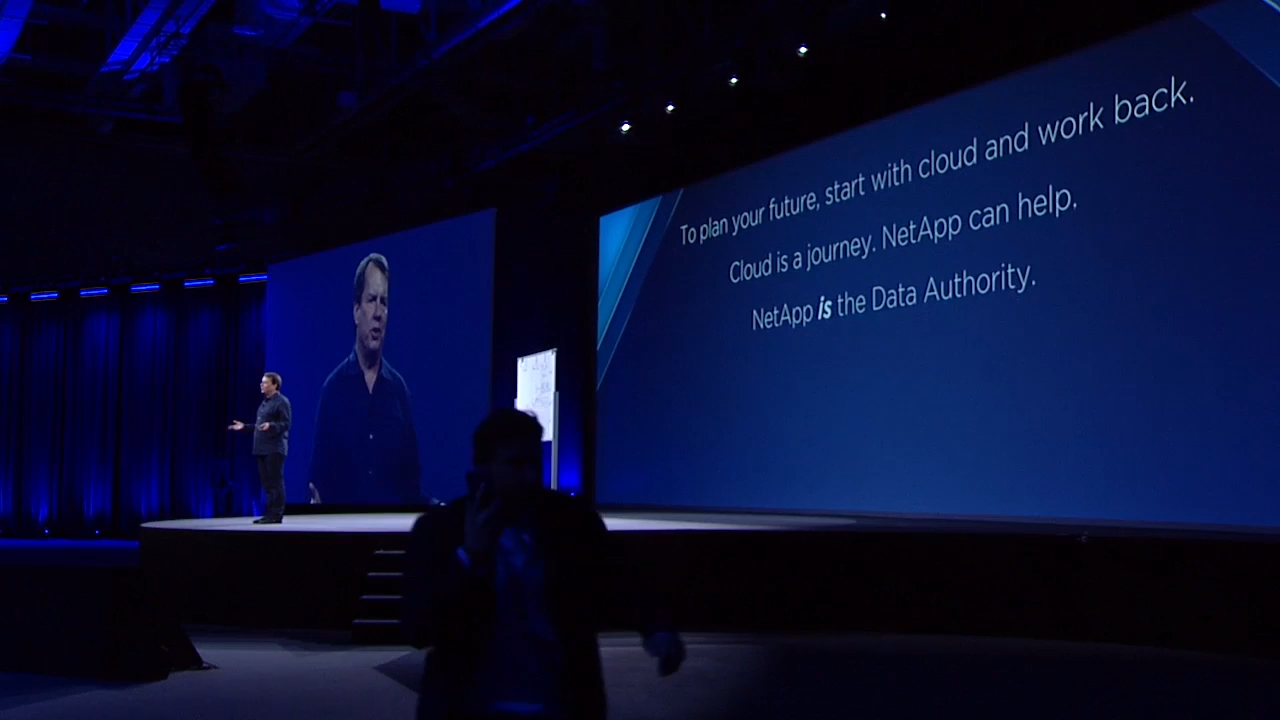 To plan your future, start with cloud and work back.
Cloud is a journey. NetApp can help.
NetApp is the Data Authority.